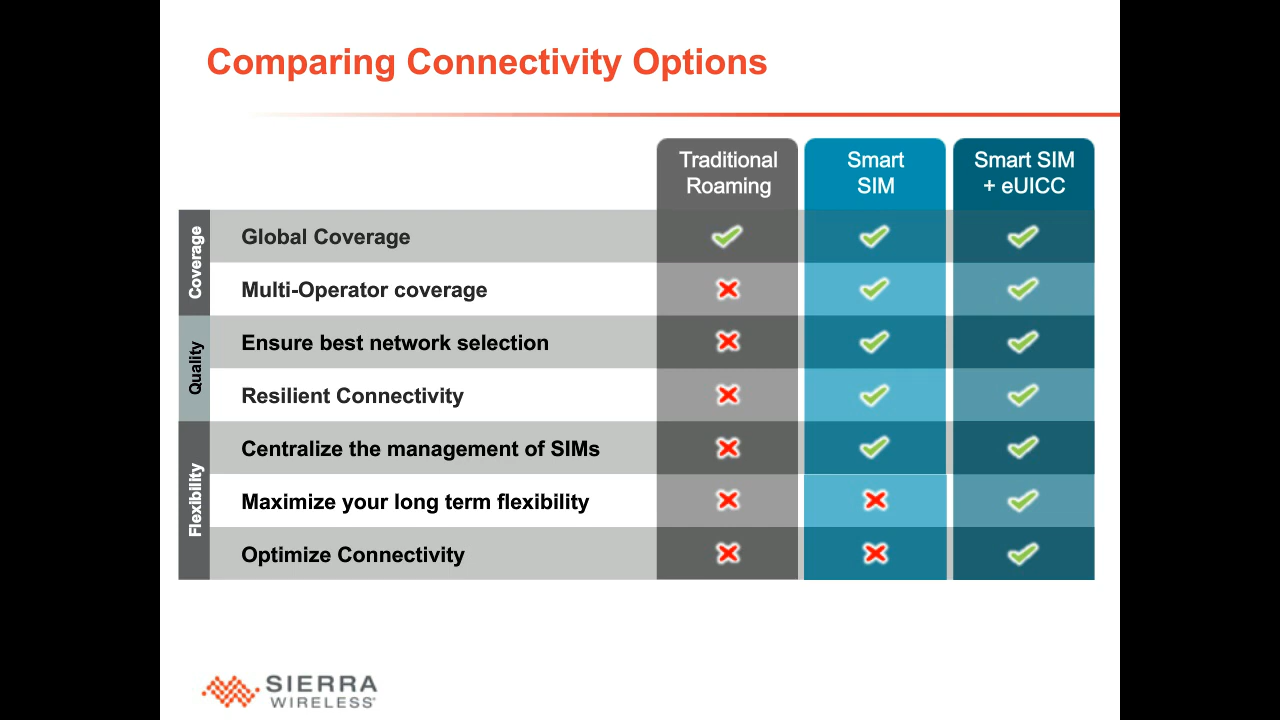 Comparing Connectivity Options
Traditional
Roaming
Smart
SIM
Smart SIM
+ eUICC
Coverage
Global Coverage
Multi-Operator coverage
Quality
Ensure best network selection
Resilient Connectivity
Flexibility
Centralize the management of SIMs
Maximize your long term flexibility
Optimize Connectivity
SIERRA
WIRELESS